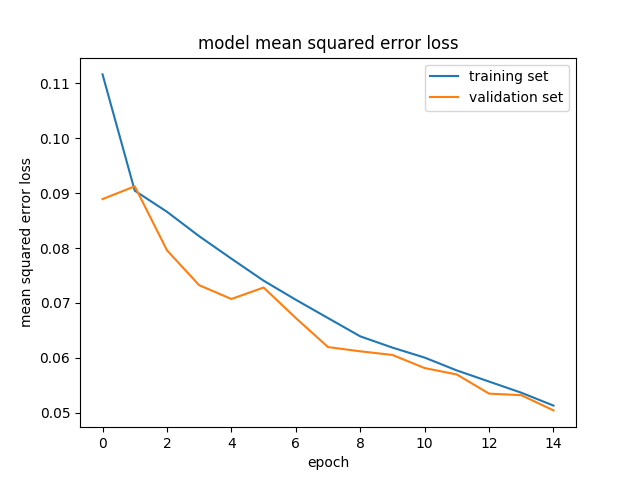 model mean squared error loss
training set
validation set
mean squared error loss
0.11
0.10
0.09
0.08
0.07
0.06
0.05
0 2 4 6 8 10 12 14
epoch